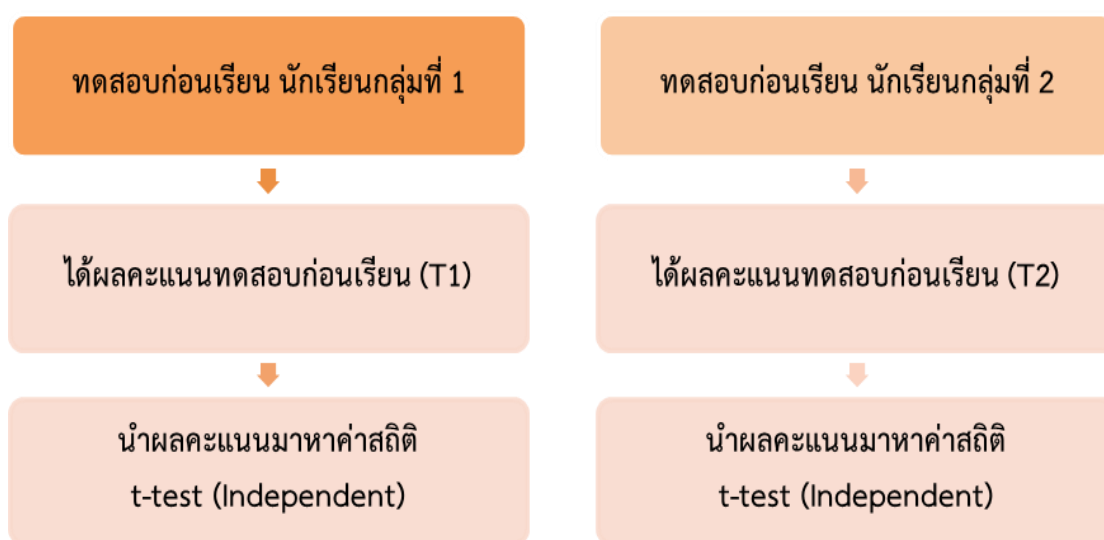 ทดสอบก่อนเรียน นักเรียนกลุ่มที่ 1
ได้ผลคะแนนทดสอบก่อนเรียน (T1)
นำผลคะแนนมาหาค่าสถิติ
t-test (Independent)
ทดสอบก่อนเรียน นักเรียนกลุ่มที่ 2
ได้ผลคะแนนทดสอบก่อนเรียน (T2)
นำผลคะแนนมาหาค่าสถิติ
t-test (Independent)